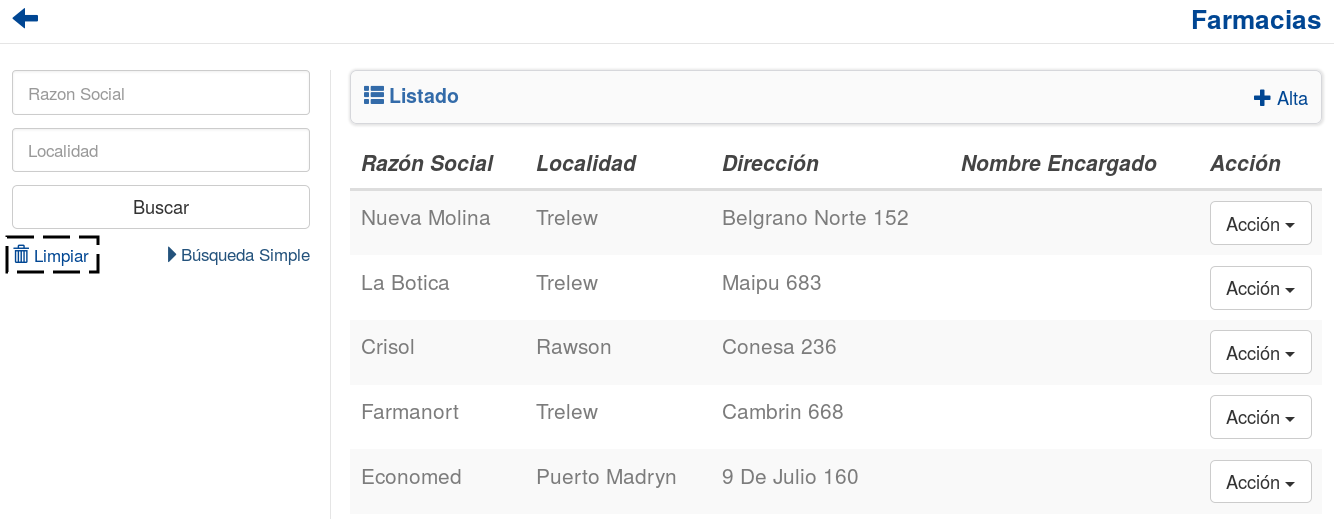 Farmacias
Razon Social
Localidad
Buscar
Limpiar
Búsqueda Simple
Listado
Alta
Razón Social Localidad Dirección Nombre Encargado Acción
Nueva Molina Trelew Belgrano Norte 152 Acción
La Botica Trelew Maipu 683 Acción
Crisol Rawson Conesa 236 Acción
Farmanort Trelew Cambrin 668 Acción
Economed Puerto Madryn 9 De Julio 160 Acción